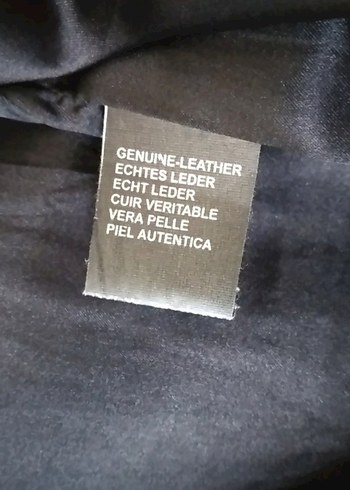 GENUINE-LEATHER
ECHTES LEDER
ECHT LEDER
CUIR VERITABLE
VERA PELLE
PIEL AUTENTICA